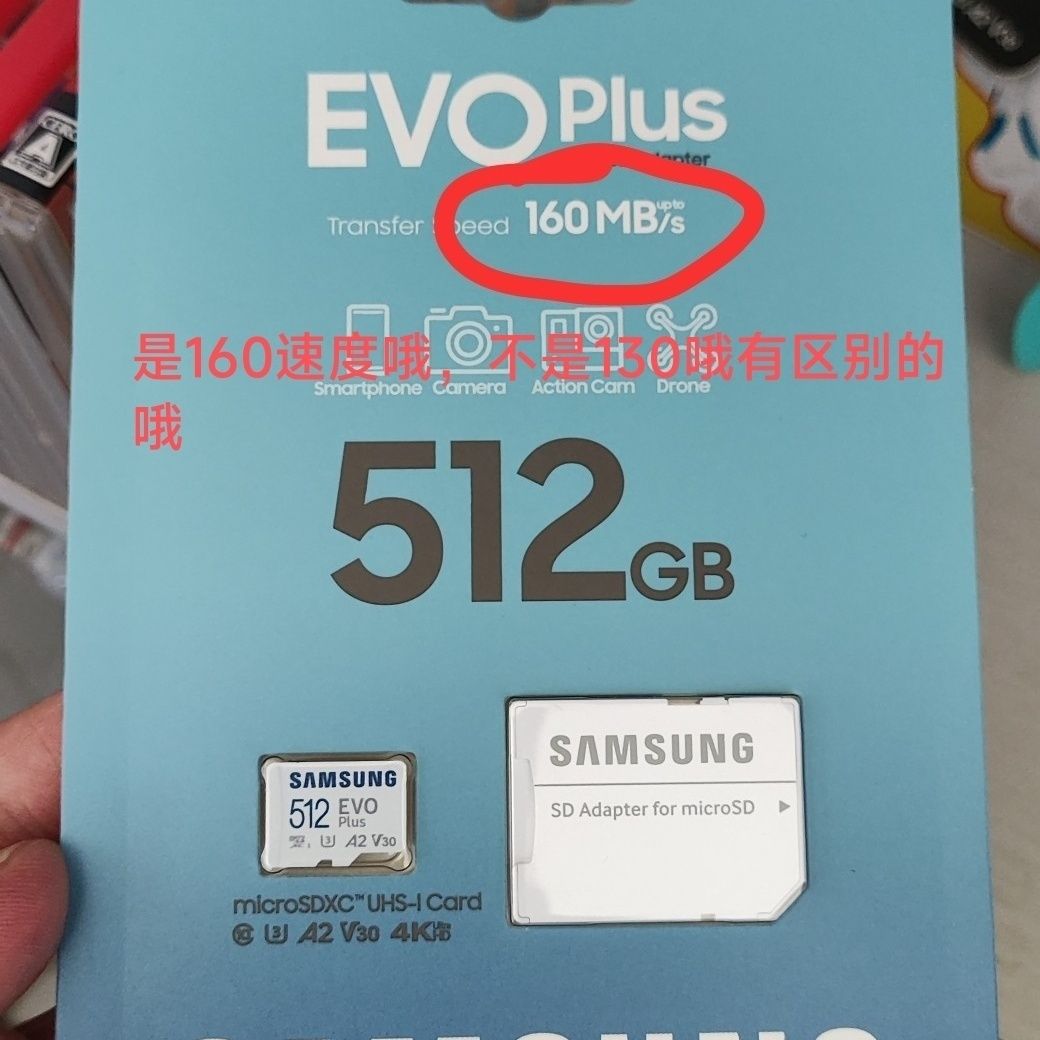 EVO Plus
Transfer Speed 160 MB/s up to
是160速度哦，不是130哦有区别的
哦
Smartphone Camera Action Cam Drone
512GB
SAMSUNG
512 EVO
Plus
U3 A2 V30
SAMSUNG
SD Adapter for microSD
microSDXC™ UHS-I Card
U3 A2 V30 4K